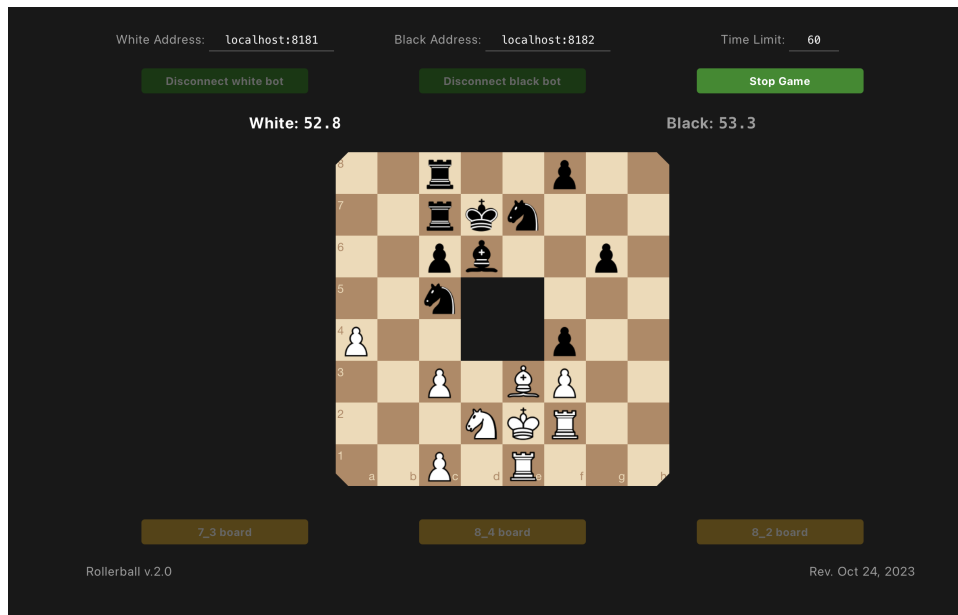 White Address: localhost:8181 Black Address: localhost:8182 Time Limit: 60
Disconnect white bot Disconnect black bot Stop Game
White: 52.8 Black: 53.3
8
7
6
5
4
3
2
1
a b c d e f g h
7_3 board 8_4 board 8_2 board
Rollerball v.2.0 Rev. Oct 24, 2023